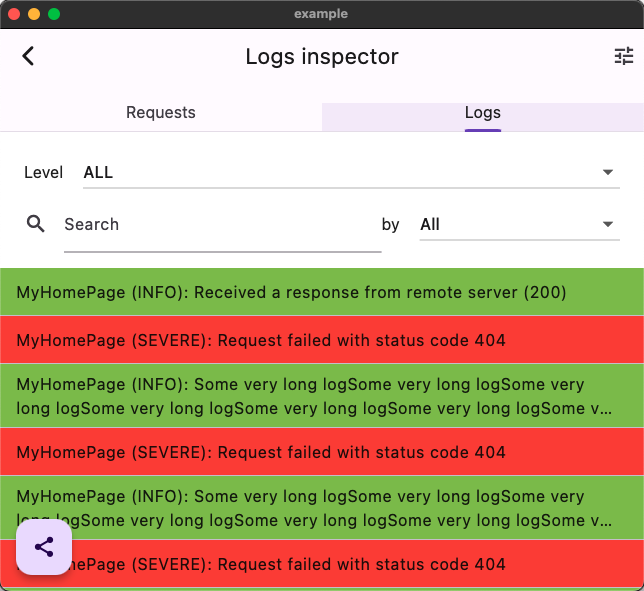 example
Logs inspector
Requests
Logs
Level
ALL
Search
by
All
MyHomePage (INFO): Received a response from remote server (200)
MyHomePage (SEVERE): Request failed with status code 404
MyHomePage (INFO): Some very long logSome very long logSome very
long logSome very long logSome very long logSome very long logSome v...
MyHomePage (SEVERE): Request failed with status code 404
MyHomePage (INFO): Some very long logSome very long logSome very
long logSome very long logSome very long logSome very long logSome v...
HomePage (SEVERE): Request failed with status code 404